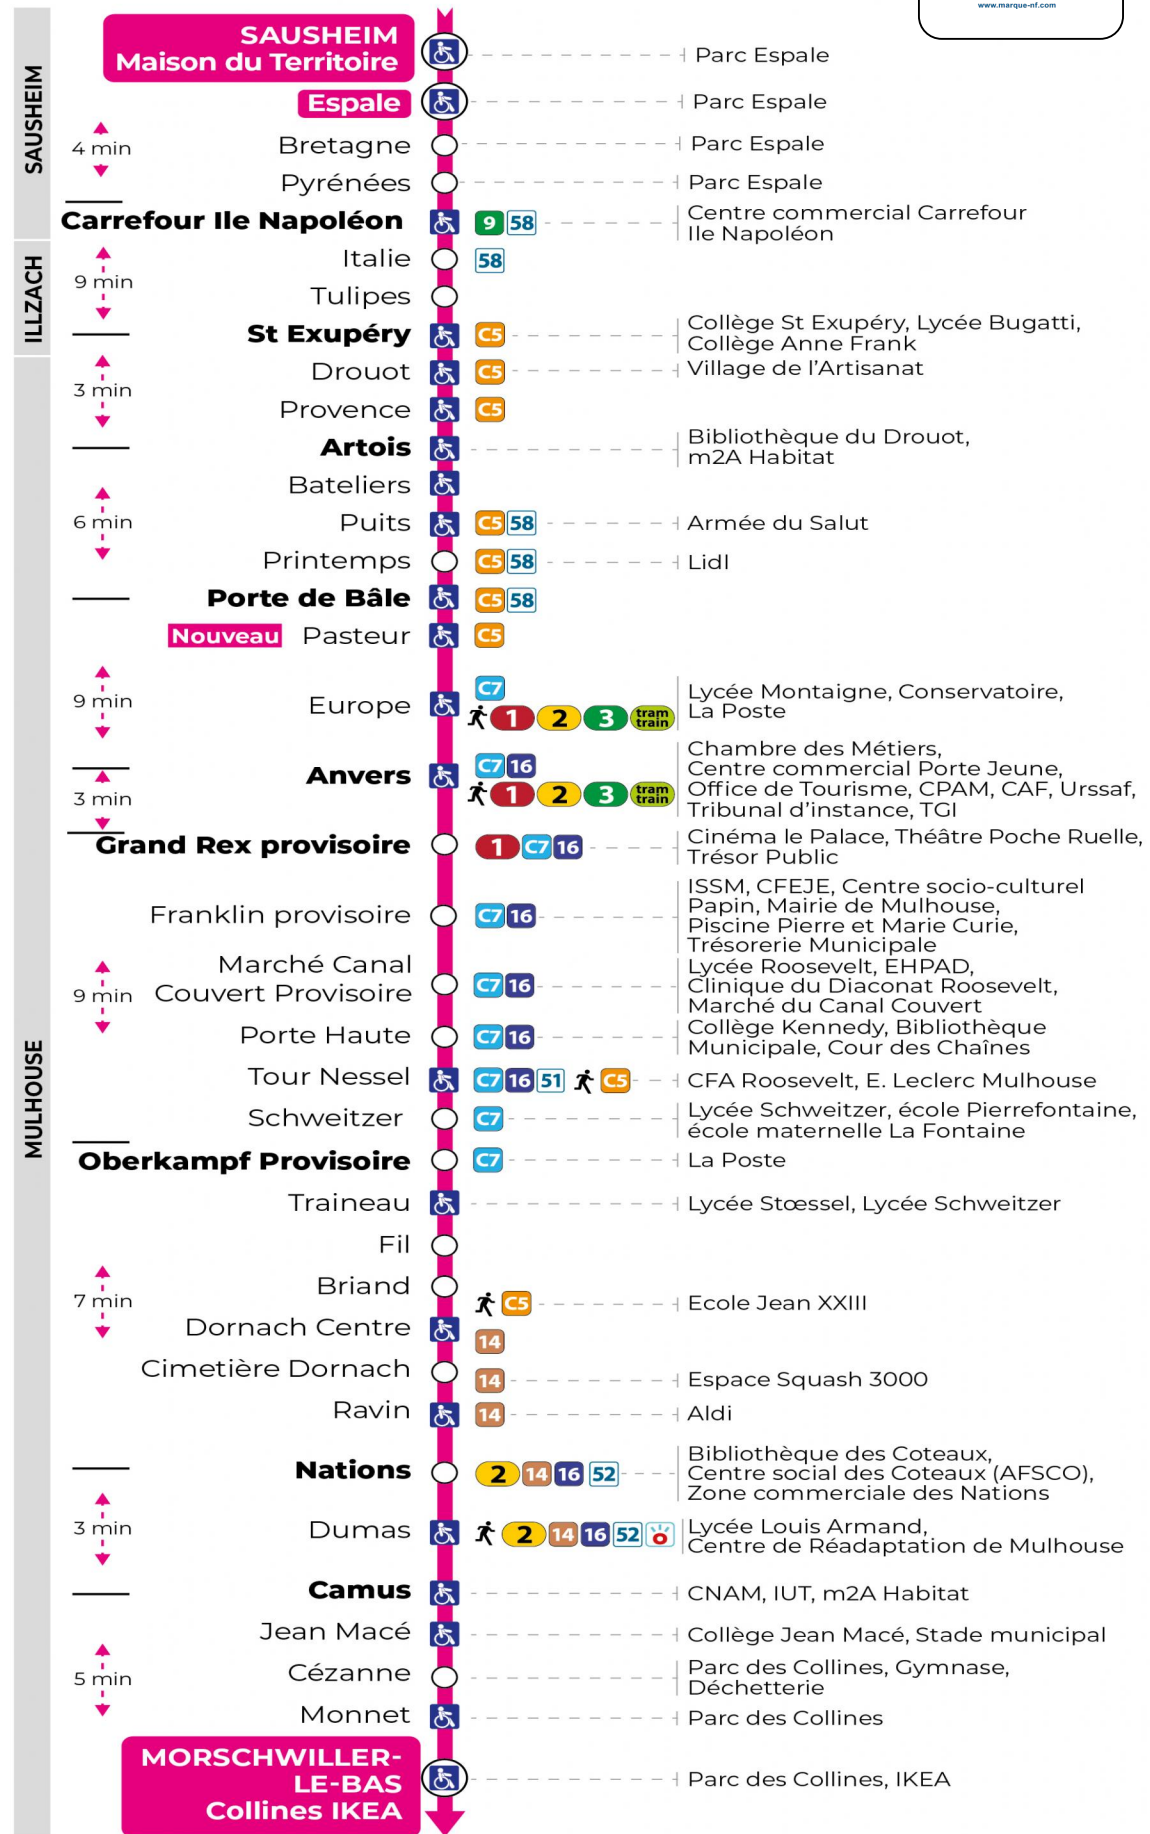 www.marque-nf.com
SAUSHEIM
SAUSHEIM
Maison du Territoire
Parc Espale
Espale
Parc Espale
4 min
Bretagne
Parc Espale
Pyrénées
Parc Espale
Carrefour Ile Napoléon
9 58
Centre commercial Carrefour
Ile Napoléon
ILLZACH
9 min
Italie
58
Tulipes
St Exupéry
C5
Collège St Exupéry, Lycée Bugatti,
Collège Anne Frank
MULHOUSE
3 min
Drouot
C5
Village de l'Artisanat
Provence
C5
Artois
Bibliothèque du Drouot,
m2A Habitat
Bateliers
6 min
Puits
C5 58
Armée du Salut
Printemps
C5 58
Lidl
Porte de Bâle
C5 58
Nouveau Pasteur
C5
9 min
Europe
C7
1 2 3 tram
train
Lycée Montaigne, Conservatoire,
La Poste
Anvers
C7 16
1 2 3 tram
train
Chambre des Métiers,
Centre commercial Porte Jeune,
Office de Tourisme, CPAM, CAF, Urssaf,
Tribunal d'instance, TGI
3 min
Grand Rex provisoire
1 C7 16
Cinéma le Palace, Théâtre Poche Ruelle,
Trésor Public
Franklin provisoire
C7 16
ISSM, CFEJE, Centre socio-culturel
Papin, Mairie de Mulhouse,
Piscine Pierre et Marie Curie,
Trésorerie Municipale
9 min
Marché Canal
Couvert Provisoire
C7 16
Lycée Roosevelt, EHPAD,
Clinique du Diaconat Roosevelt,
Marché du Canal Couvert
Porte Haute
C7 16
Collège Kennedy, Bibliothèque
Municipale, Cour des Chaînes
Tour Nessel
C7 16 51 C5
CFA Roosevelt, E. Leclerc Mulhouse
Schweitzer
C7
Lycée Schweitzer, école Pierrefontaine,
école maternelle La Fontaine
Oberkampf Provisoire
C7
La Poste
Traineau
Lycée Stœssel, Lycée Schweitzer
Fil
7 min
Briand
C5
Ecole Jean XXIII
Dornach Centre
14
Cimetière Dornach
14
Espace Squash 3000
Ravin
14
Aldi
Nations
2 14 16 52
Bibliothèque des Coteaux,
Centre social des Coteaux (AFSCO),
Zone commerciale des Nations
3 min
Dumas
2 14 16 52 o
Lycée Louis Armand,
Centre de Réadaptation de Mulhouse
Camus
CNAM, IUT, m2A Habitat
Jean Macé
Collège Jean Macé, Stade municipal
5 min
Cézanne
Parc des Collines, Gymnase,
Déchetterie
Monnet
Parc des Collines
MORSCHWILLER-
LE-BAS
Collines IKEA
Parc des Collines, IKEA